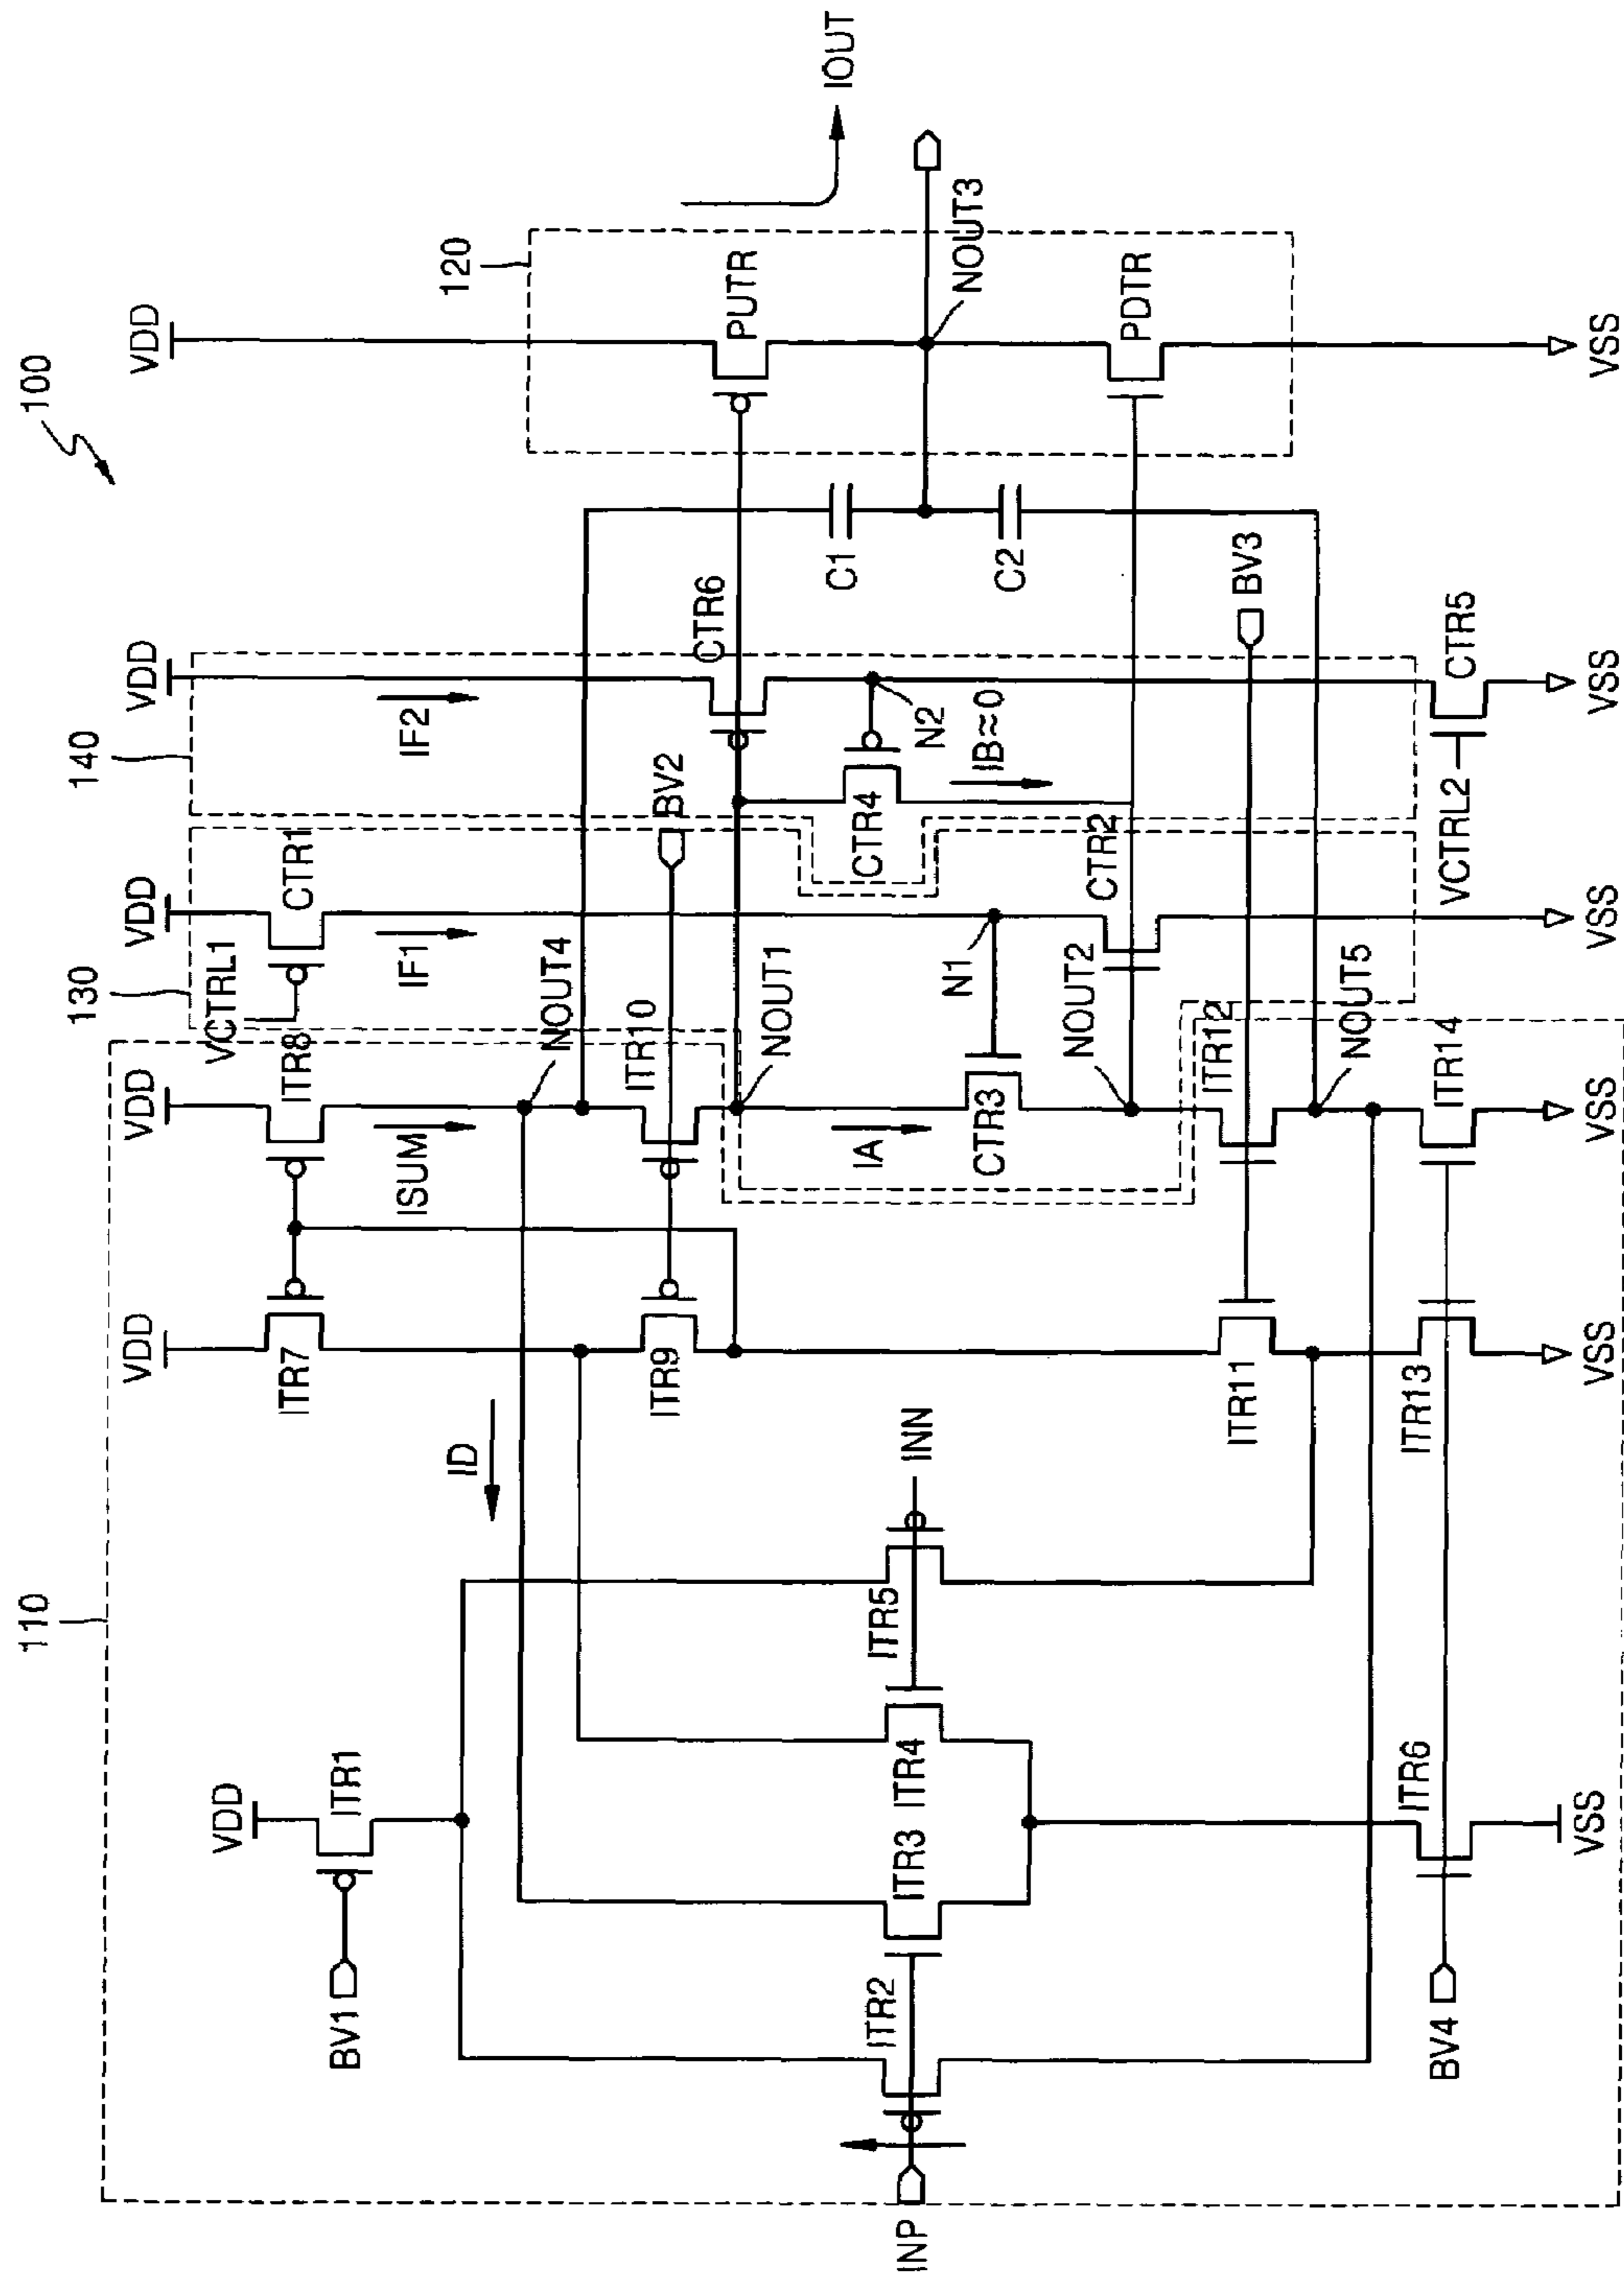 100
110
130
140
120
VDD
VDD
VDD
VDD
VDD
VDD
BV1
ITR1
ITR7
ITR8
VCTRL1
CTR1
ID
ISUM
IF1
IF2
NOUT4
ITR9
ITR10
BV2
CTR6
PUTR
IOUT
NOUT1
IA
CTR4
N2
C1
INP
ITR2
ITR3
ITR4
ITR5
INN
CTR3
N1
IB≈0
C2
NOUT3
NOUT2
CTR2
PDTR
ITR11
ITR12
BV3
NOUT5
BV4
ITR6
ITR13
ITR14
VCTRL2
CTR5
VSS
VSS
VSS
VSS
VSS
VSS